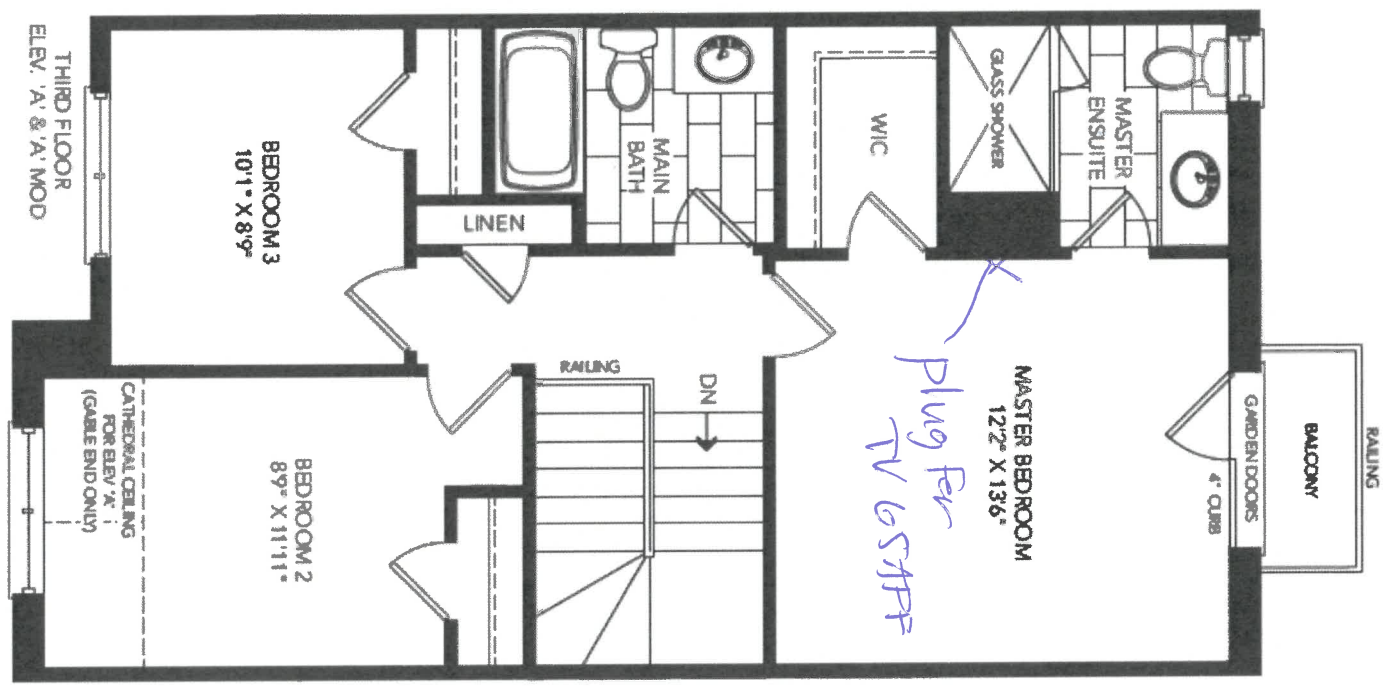 THIRD FLOOR
ELEV. 'A' & 'A' MOD
BEDROOM 3
10'1" X 8'9"
LINEN
MAIN
BATH
WIC
GLASS SHOWER
MASTER
ENSUITE
CATHEDRAL CEILING
FOR ELEV 'A'
(GABLE END ONLY)
BEDROOM 2
8'9" X 11'11"
RAILING
DN
MASTER BEDROOM
12'2" X 13'6"
plug for
TV 65"
GARDEN DOORS
4" CURB
BALCONY
RAILING